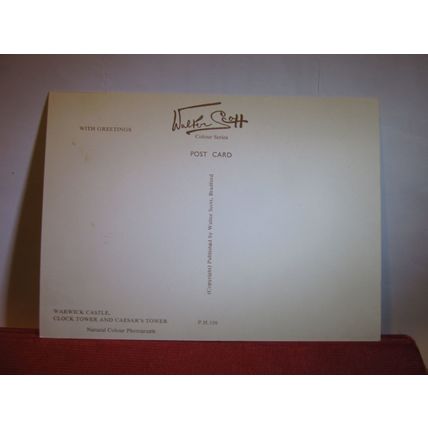 WITH GREETINGS
Walter Scott
Colour Series
POST CARD
(Copyright) Published by Walter Scott, Bradford
WARWICK CASTLE,
CLOCK TOWER AND CAESAR'S TOWER
Natural Colour Photograph
P.H.159